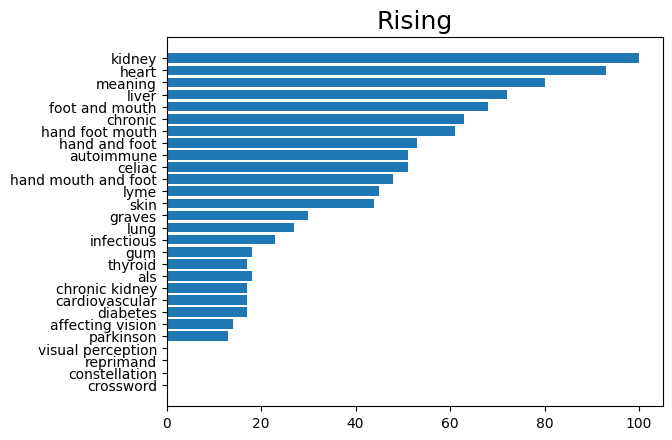 Rising
kidney
heart
meaning
liver
foot and mouth
chronic
hand foot mouth
hand and foot
autoimmune
celiac
hand mouth and foot
lyme
skin
graves
lung
infectious
gum
thyroid
als
chronic kidney
cardiovascular
diabetes
affecting vision
parkinson
visual perception
reprimand
constellation
crossword
0 20 40 60 80 100